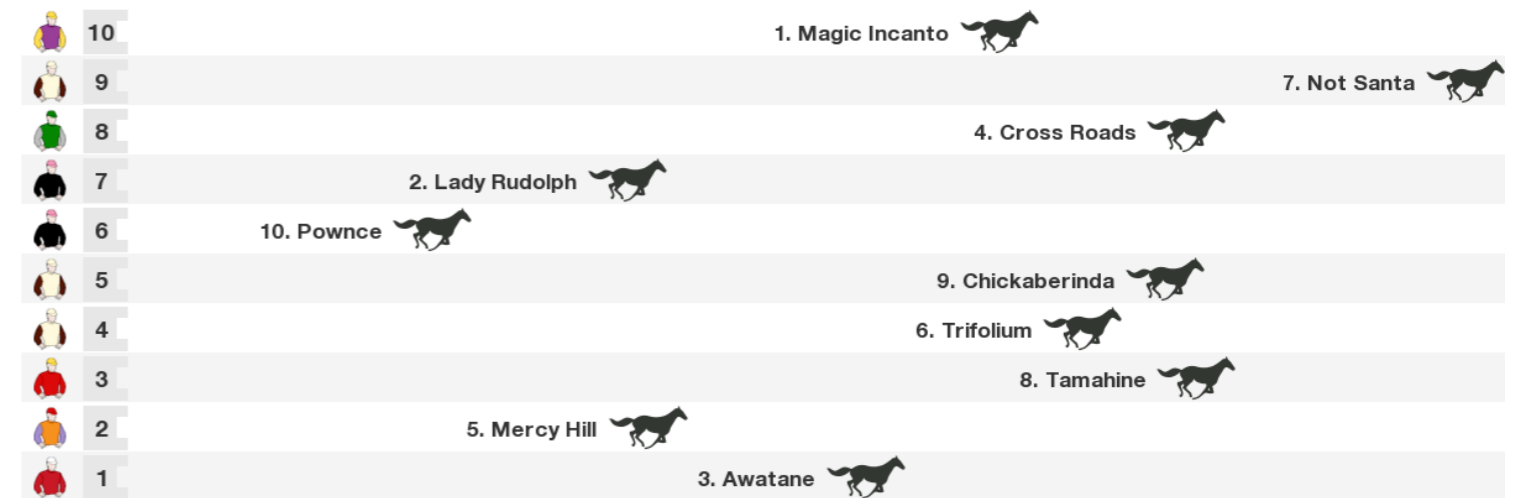 10 1. Magic Incanto
9 7. Not Santa
8 4. Cross Roads
7 2. Lady Rudolph
6 10. Pownce
5 9. Chickaberinda
4 6. Trifolium
3 8. Tamahine
2 5. Mercy Hill
1 3. Awatane